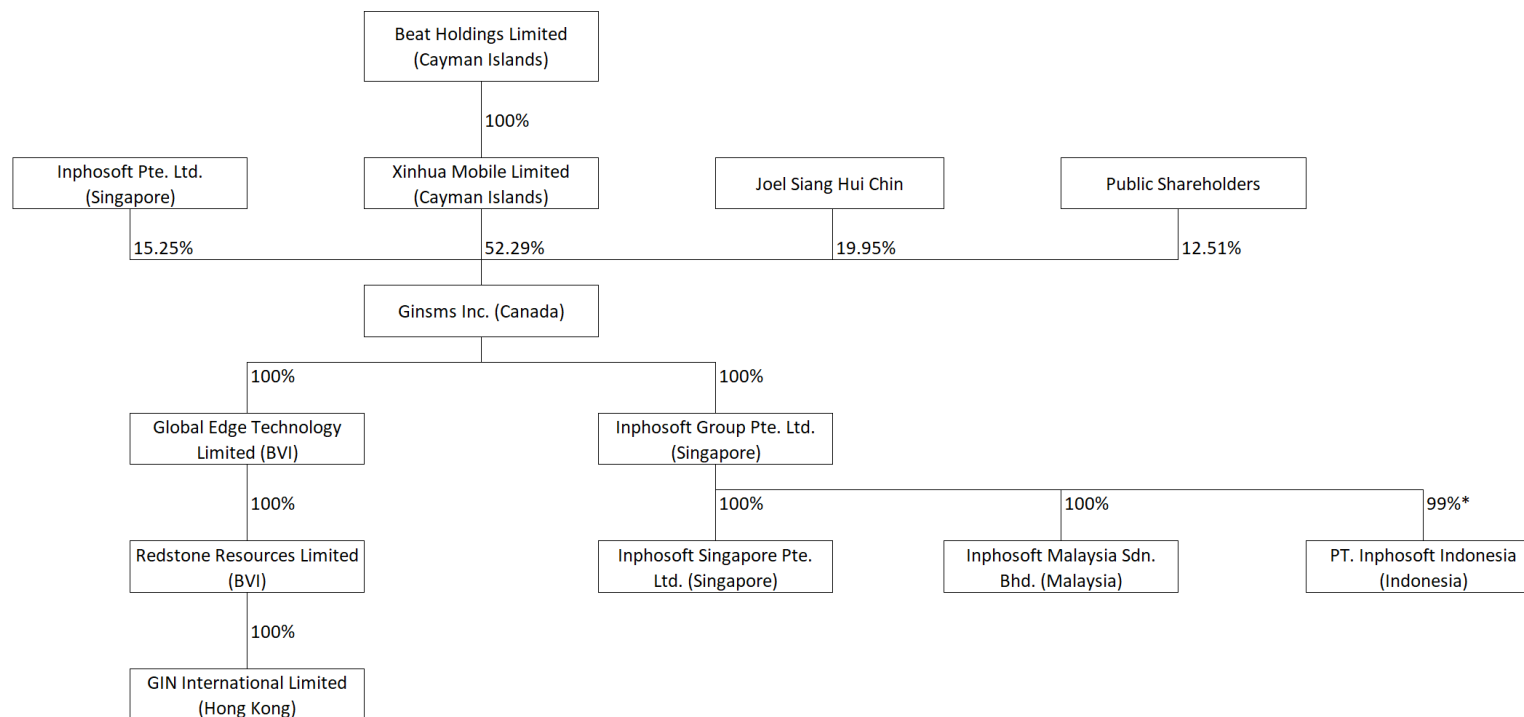 Beat Holdings Limited
(Cayman Islands)
100%
Inphosoft Pte. Ltd.
(Singapore)
Xinhua Mobile Limited
(Cayman Islands)
Joel Siang Hui Chin
Public Shareholders
15.25%
52.29%
19.95%
12.51%
Ginsms Inc. (Canada)
100%
100%
Global Edge Technology
Limited (BVI)
Inphosoft Group Pte. Ltd.
(Singapore)
100%
100%
100%
99%*
Redstone Resources Limited
(BVI)
Inphosoft Singapore Pte.
Ltd. (Singapore)
Inphosoft Malaysia Sdn.
Bhd. (Malaysia)
PT. Inphosoft Indonesia
(Indonesia)
100%
GIN International Limited
(Hong Kong)